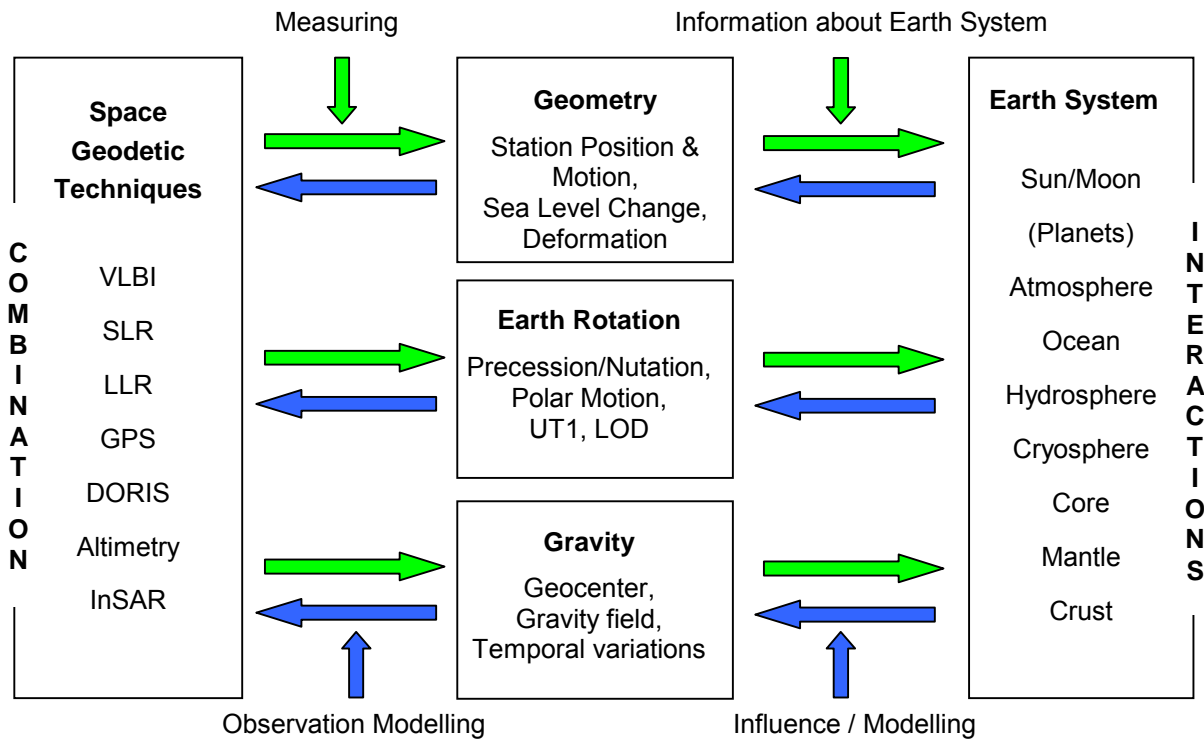 Measuring
Information about Earth System
Space
Geodetic
Techniques
VLBI
SLR
LLR
GPS
DORIS
Altimetry
InSAR
COMBINATION
Geometry
Station Position &
Motion,
Sea Level Change,
Deformation
Earth Rotation
Precession/Nutation,
Polar Motion,
UT1, LOD
Gravity
Geocenter,
Gravity field,
Temporal variations
Earth System
Sun/Moon
(Planets)
Atmosphere
Ocean
Hydrosphere
Cryosphere
Core
Mantle
Crust
INTERACTIONS
Observation Modelling
Influence / Modelling